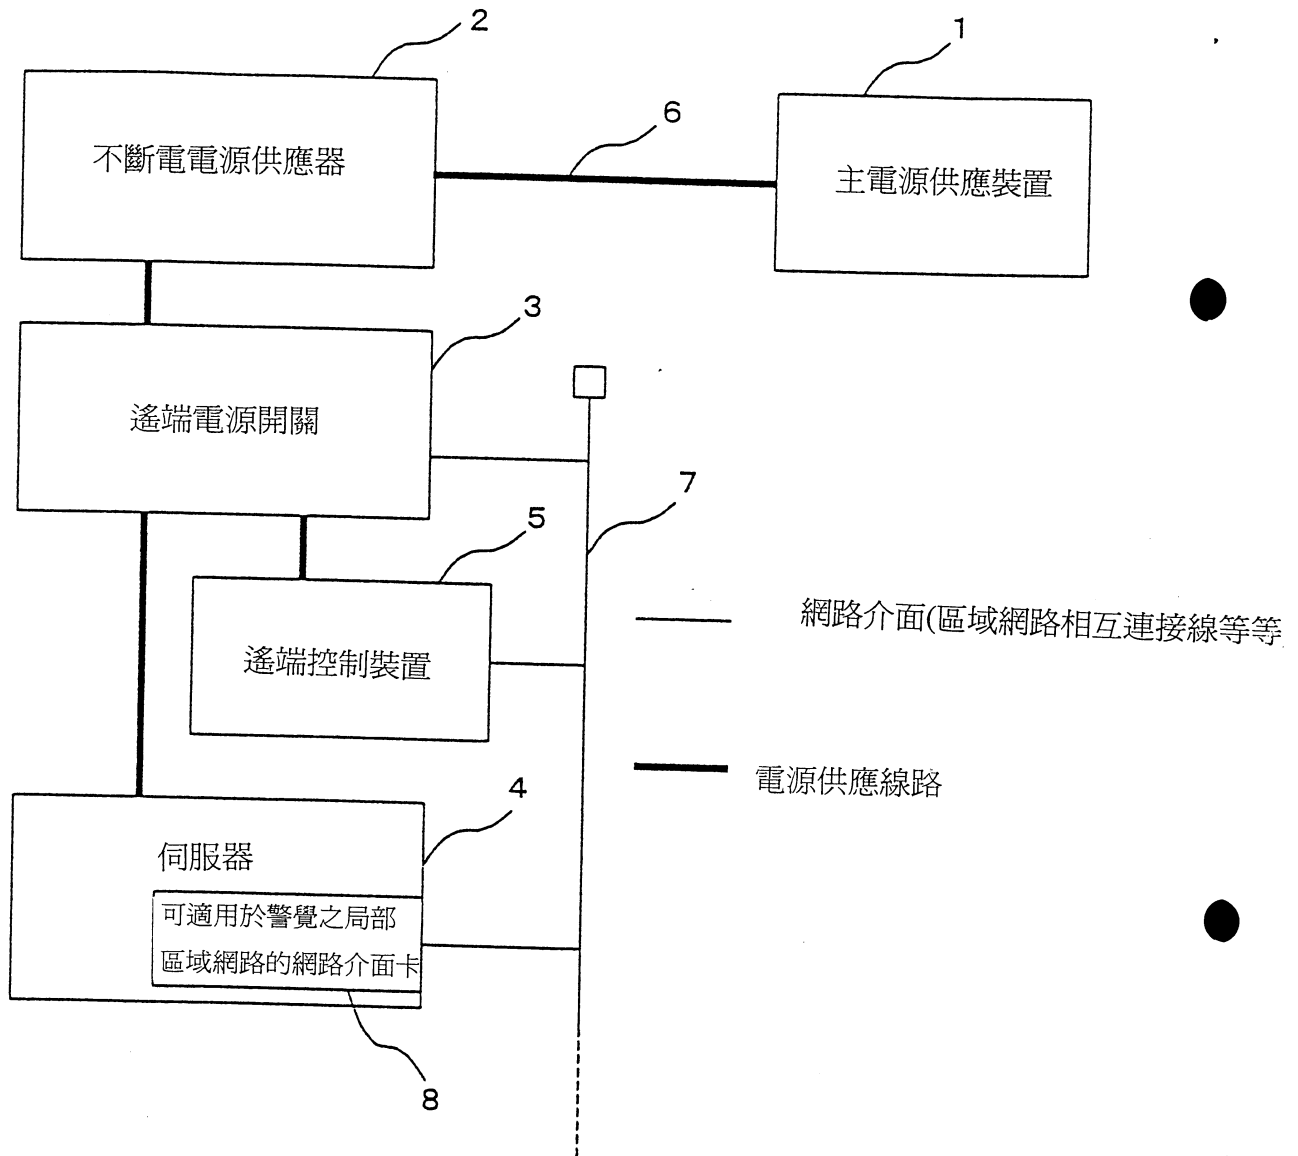 2
1
不斷電電源供應器
6
主電源供應裝置
3
遙端電源開關
7
5
網路介面(區域網路相互連接線等等
遙端控制裝置
電源供應線路
4
伺服器
可適用於警覺之局部
區域網路的網路介面卡
8